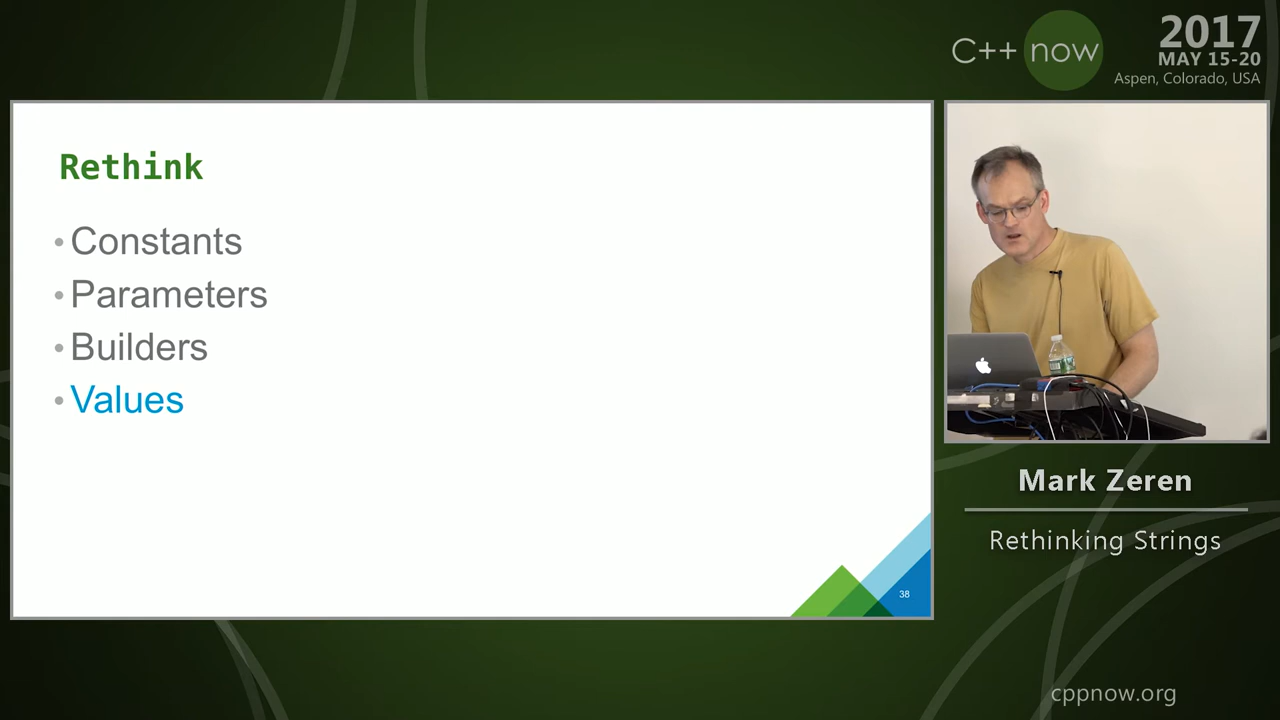 C++ now
2017
MAY 15-20
Aspen, Colorado, USA
Rethink
• Constants
• Parameters
• Builders
• Values
38
Mark Zeren
Rethinking Strings
cppnow.org